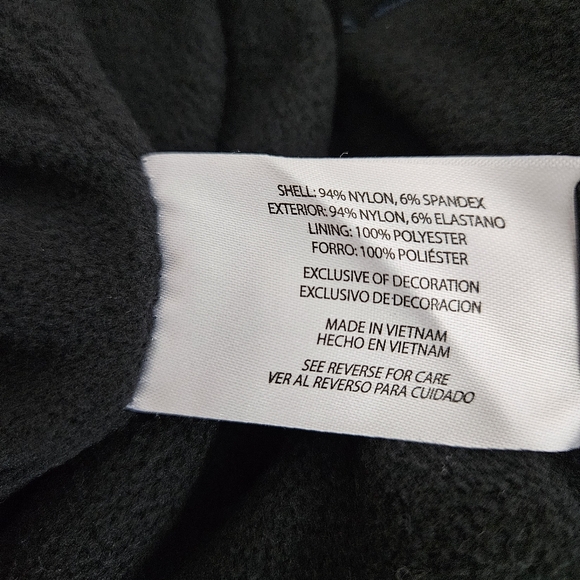 SHELL: 94% NYLON, 6% SPANDEX
EXTERIOR: 94% NYLON, 6% ELASTANO
LINING: 100% POLYESTER
FORRO: 100% POLIÉSTER
EXCLUSIVE OF DECORATION
EXCLUSIVO DE DECORACION
MADE IN VIETNAM
HECHO EN VIETNAM
SEE REVERSE FOR CARE
VER AL REVERSO PARA CUIDADO